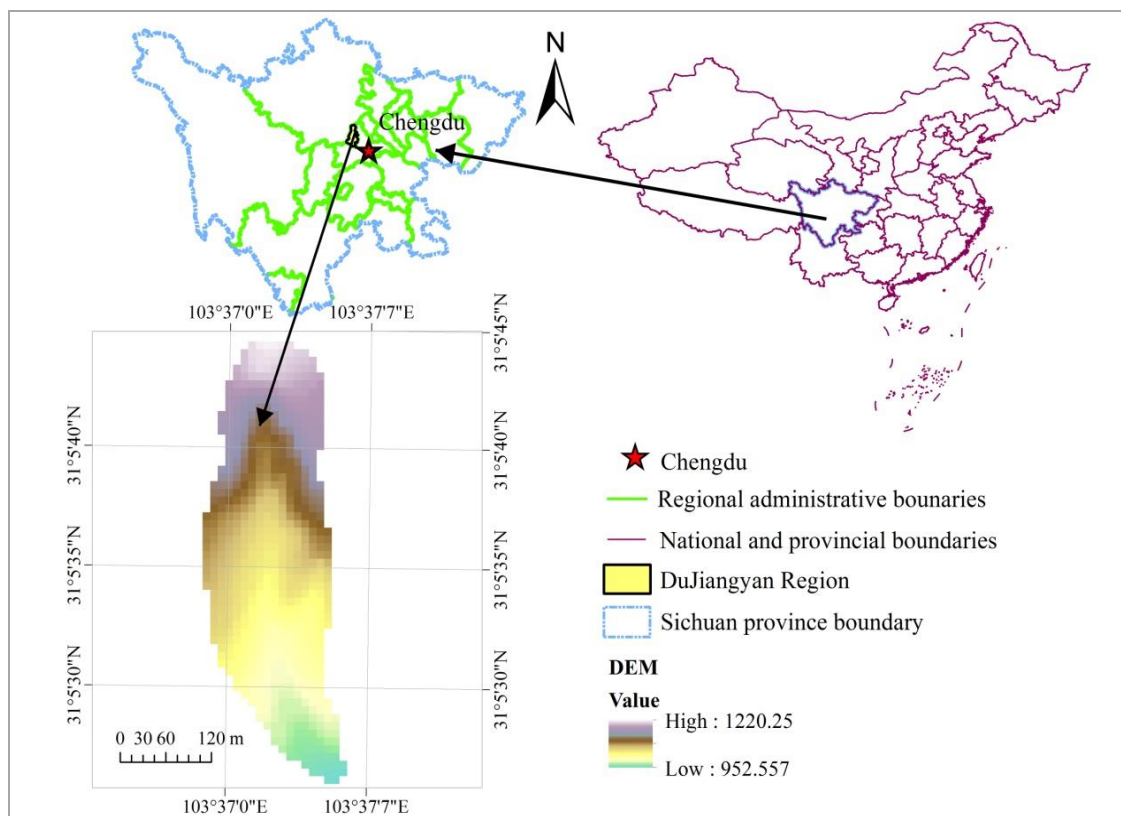 N
Chengdu
103°37'0"E
103°37'7"E
31°5'45"N
31°5'40"N
31°5'40"N
31°5'35"N
31°5'35"N
31°5'30"N
31°5'30"N
0 30 60 120 m
103°37'0"E
103°37'7"E
Chengdu
Regional administrative bounaries
National and provincial boundaries
DuJiangyan Region
Sichuan province boundary
DEM
Value
High : 1220.25
Low : 952.557